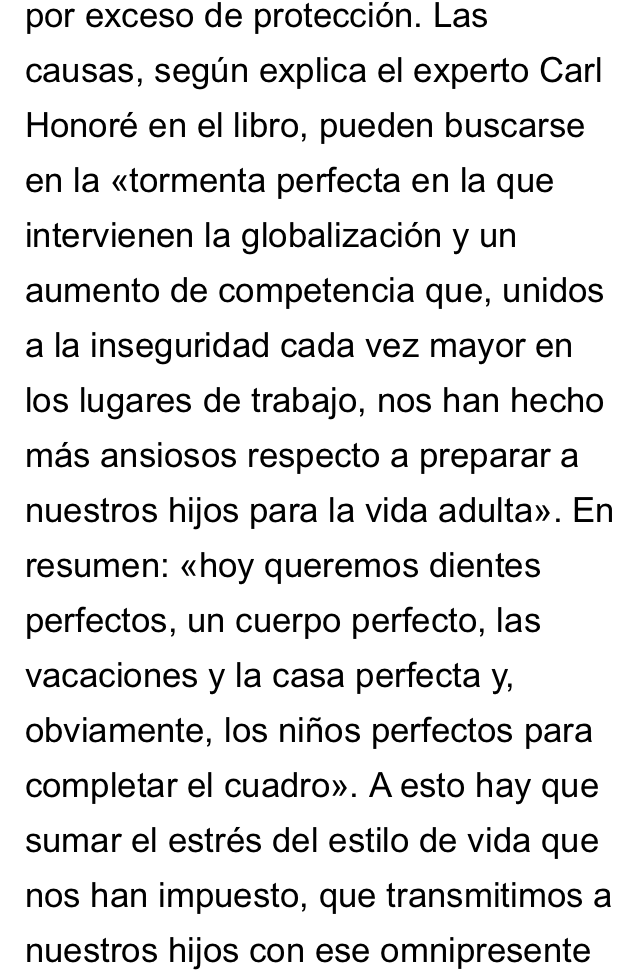 por exceso de protección. Las
causas, según explica el experto Carl
Honoré en el libro, pueden buscarse
en la «tormenta perfecta en la que
intervienen la globalización y un
aumento de competencia que, unidos
a la inseguridad cada vez mayor en
los lugares de trabajo, nos han hecho
más ansiosos respecto a preparar a
nuestros hijos para la vida adulta». En
resumen: «hoy queremos dientes
perfectos, un cuerpo perfecto, las
vacaciones y la casa perfecta y,
obviamente, los niños perfectos para
completar el cuadro». A esto hay que
sumar el estrés del estilo de vida que
nos han impuesto, que transmitimos a
nuestros hijos con ese omnipresente